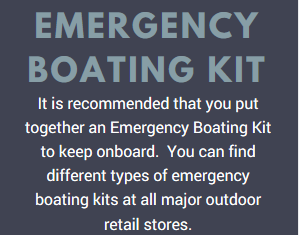 EMERGENCY
BOATING KIT
It is recommended that you put
together an Emergency Boating Kit
to keep onboard.  You can find
different types of emergency
boating kits at all major outdoor
retail stores.